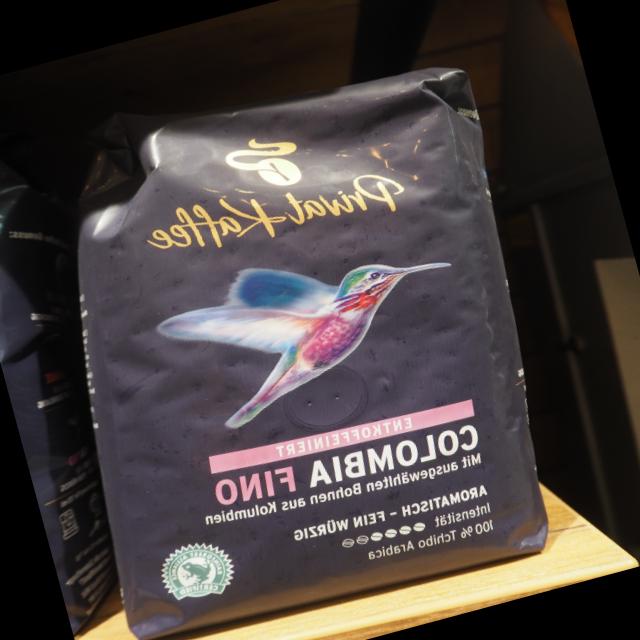 Privat Kaffee
ENTKOFFEINIERT
COLOMBIA FINO
Mit ausgewählten Bohnen aus Kolumbien
AROMATISCH – FEIN WÜRZIG
Intensität
100% Tchibo Arabica